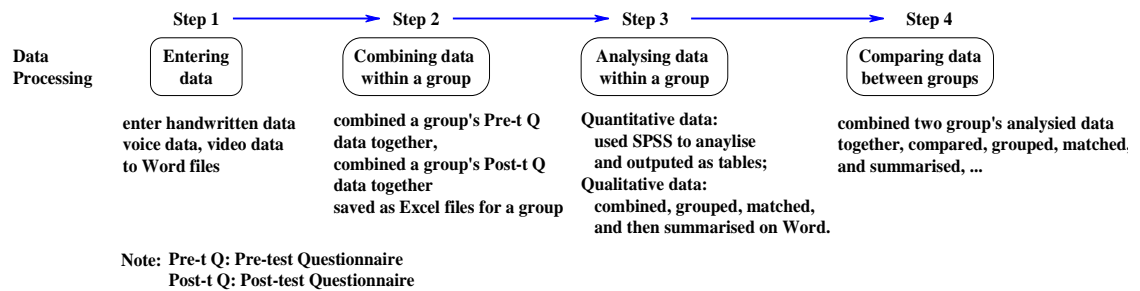 Step 1
Step 2
Step 3
Step 4
Data
Processing
Entering
data
Combining data
within a group
Analysing data
within a group
Comparing data
between groups
enter handwritten data
voice data, video data
to Word files
combined a group's Pre-t Q
data together,
combined a group's Post-t Q
data together
saved as Excel files for a group
Quantitative data:
used SPSS to anaylise
and outputed as tables;
Qualitative data:
combined, grouped, matched,
and then summarised on Word.
combined two group's analysied data
together, compared, grouped, matched,
and summarised, ...
Note: Pre-t Q: Pre-test Questionnaire
Post-t Q: Post-test Questionnaire